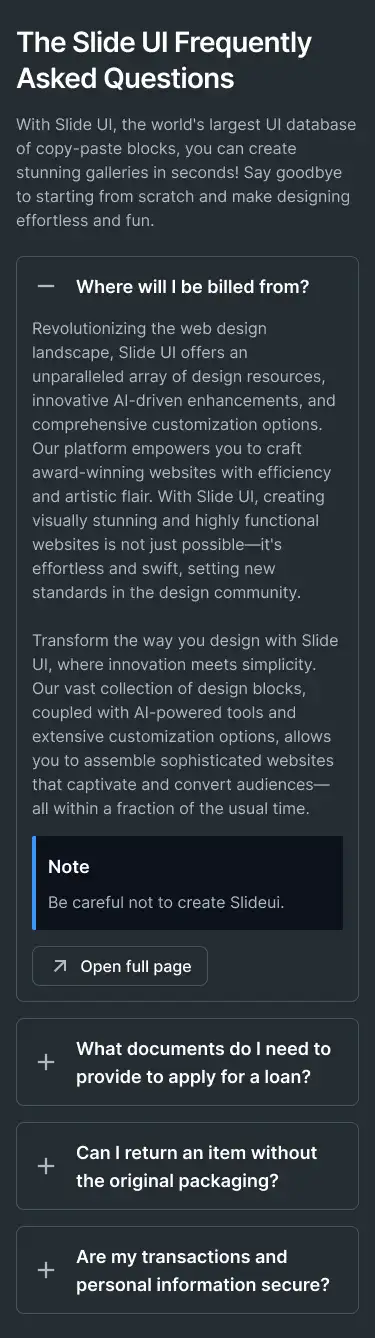 The Slide UI Frequently
Asked Questions
With Slide UI, the world's largest UI database
of copy-paste blocks, you can create
stunning galleries in seconds! Say goodbye
to starting from scratch and make designing
effortless and fun.
Where will I be billed from?
Revolutionizing the web design
landscape, Slide UI offers an
unparalleled array of design resources,
innovative AI-driven enhancements, and
comprehensive customization options.
Our platform empowers you to craft
award-winning websites with efficiency
and artistic flair. With Slide UI, creating
visually stunning and highly functional
websites is not just possible—it's
effortless and swift, setting new
standards in the design community.
Transform the way you design with Slide
UI, where innovation meets simplicity.
Our vast collection of design blocks,
coupled with AI-powered tools and
extensive customization options, allows
you to assemble sophisticated websites
that captivate and convert audiences—
all within a fraction of the usual time.
Note
Be careful not to create Slideui.
Open full page
What documents do I need to
provide to apply for a loan?
Can I return an item without
the original packaging?
Are my transactions and
personal information secure?